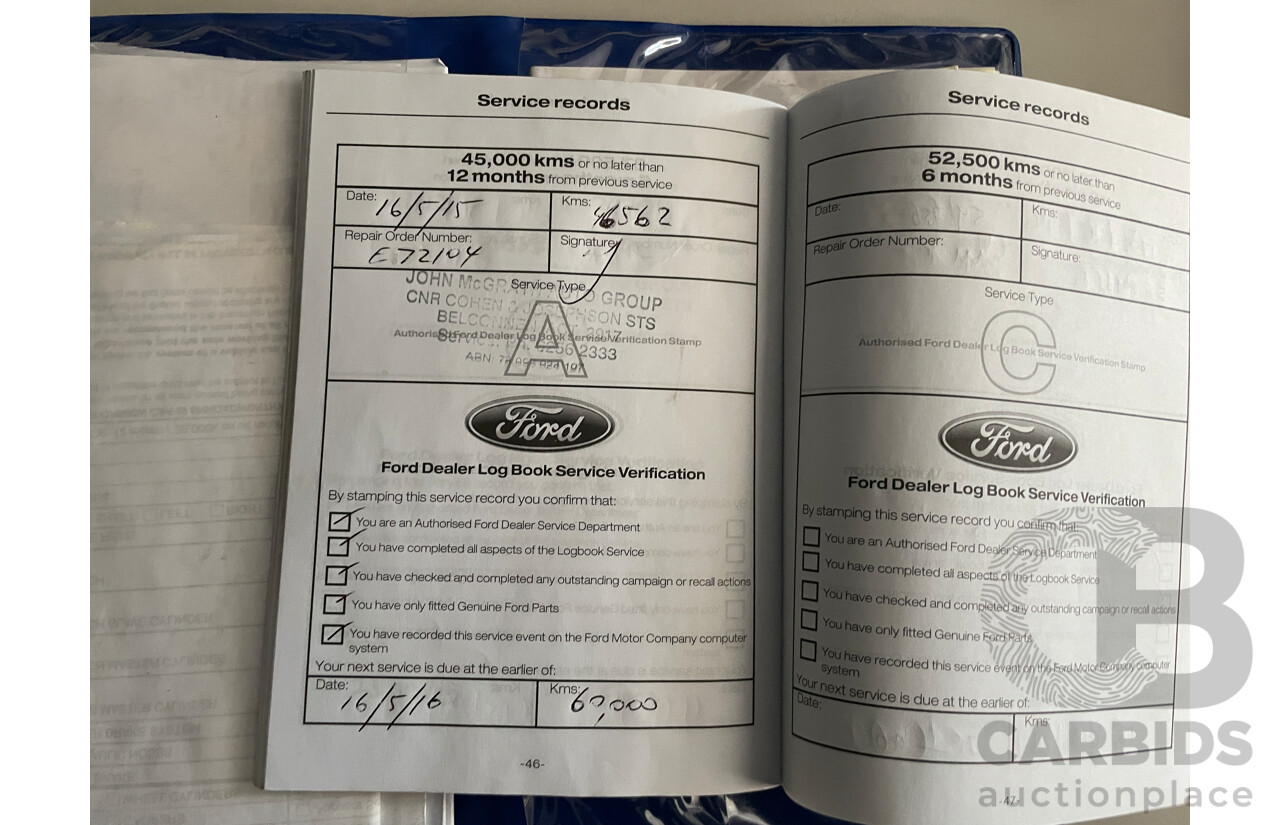 Service records
45,000 kms or no later than
12 months from previous service
Date: 16/5/15
Kms: 46562
Repair Order Number: E72104
Signature:
Service Type
JOHN McGR GROUP
CNR COHEN & JOSEPHSON STS
BELCONNEN 2617
Authorised Ford Dealer Log Book Service Verification Stamp
A
6256 2333
ABN:
Ford
Ford Dealer Log Book Service Verification
By stamping this service record you confirm that:
You are an Authorised Ford Dealer Service Department
You have completed all aspects of the Logbook Service
You have checked and completed any outstanding campaign or recall actions
You have only fitted Genuine Ford Parts
You have recorded this service event on the Ford Motor Company computer
system
Your next service is due at the earlier of:
Date: 16/5/16
Kms: 60,000
-46-
Service records
52,500 kms or no later than
6 months from previous service
Date:
Kms:
Repair Order Number:
Signature:
Service Type
Authorised Ford Dealer Log Book Service Verification Stamp
C
Ford
Ford Dealer Log Book Service Verification
By stamping this service record you confirm that:
You are an Authorised Ford Dealer Service Department
You have completed all aspects of the Logbook Service
You have checked and completed any outstanding campaign or recall actions
You have only fitted Genuine Ford Parts
You have recorded this service event on the Ford Motor Company computer
system
Your next service is due at the earlier of:
Date:
Kms:
-47-
CB
CARBIDS
auctionplace